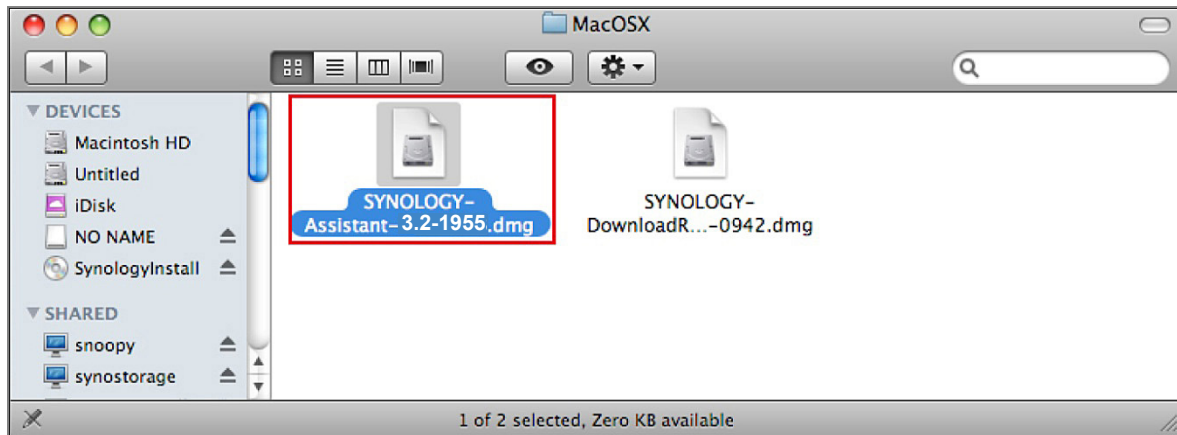 MacOSX
DEVICES
Macintosh HD
Untitled
iDisk
NO NAME
SynologyInstall
SHARED
snoopy
synostorage
SYNOLOGY-
Assistant-3.2-1955.dmg
SYNOLOGY-
DownloadR...-0942.dmg
1 of 2 selected, Zero KB available